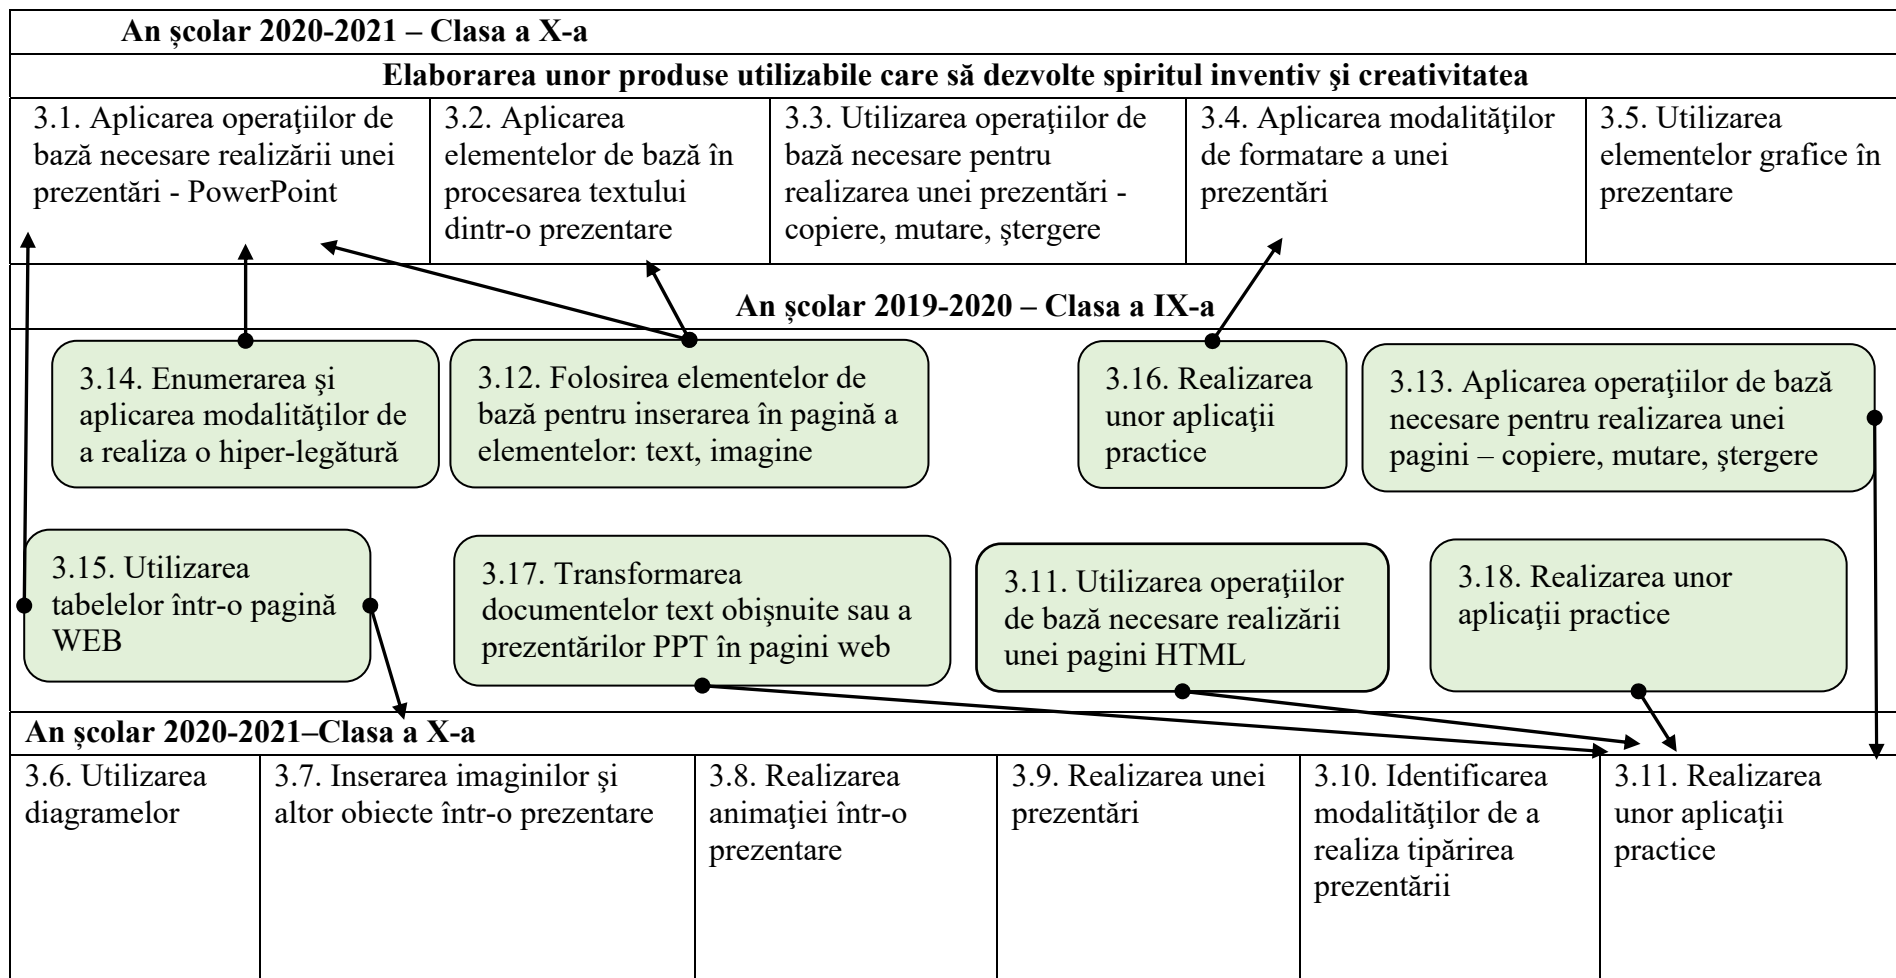 An școlar 2020-2021 – Clasa a X-a
Elaborarea unor produse utilizabile care să dezvolte spiritul inventiv şi creativitatea
3.1. Aplicarea operaţiilor de
bază necesare realizării unei
prezentări - PowerPoint
3.2. Aplicarea
elementelor de bază în
procesarea textului
dintr-o prezentare
3.3. Utilizarea operaţiilor de
bază necesare pentru
realizarea unei prezentări -
copiere, mutare, ştergere
3.4. Aplicarea modalităţilor
de formatare a unei
prezentări
3.5. Utilizarea
elementelor grafice în
prezentare
An școlar 2019-2020 – Clasa a IX-a
3.14. Enumerarea şi
aplicarea modalităţilor de
a realiza o hiper-legătură
3.12. Folosirea elementelor de
bază pentru inserarea în pagină a
elementelor: text, imagine
3.16. Realizarea
unor aplicaţii
practice
3.13. Aplicarea operaţiilor de bază
necesare pentru realizarea unei
pagini – copiere, mutare, ştergere
3.15. Utilizarea
tabelelor într-o pagină
WEB
3.17. Transformarea
documentelor text obişnuite sau a
prezentărilor PPT în pagini web
3.11. Utilizarea operaţiilor
de bază necesare realizării
unei pagini HTML
3.18. Realizarea unor
aplicaţii practice
An școlar 2020-2021–Clasa a X-a
3.6. Utilizarea
diagramelor
3.7. Inserarea imaginilor şi
altor obiecte într-o prezentare
3.8. Realizarea
animaţiei într-o
prezentare
3.9. Realizarea unei
prezentări
3.10. Identificarea
modalităţilor de a
realiza tipărirea
prezentării
3.11. Realizarea
unor aplicaţii
practice